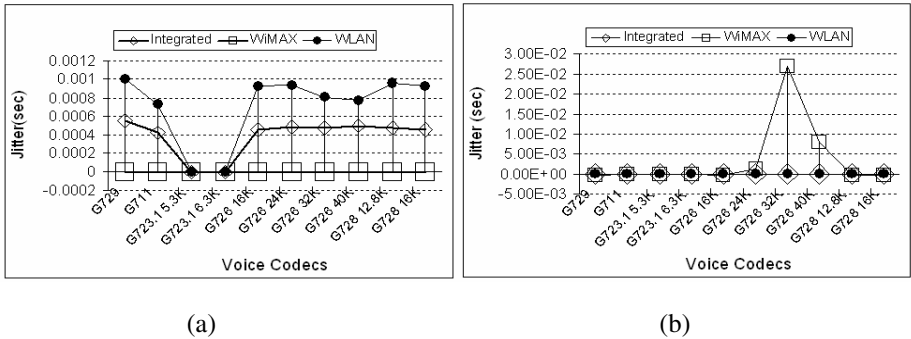 Integrated WiMAX WLAN
0.0012
0.001
0.0008
0.0006
0.0004
0.0002
0
-0.0002
Jitter(sec)
G729
G711
G723.1 5.3K
G723.1 6.3K
G726 16K
G726 24K
G726 32K
G726 40K
G728 12.8K
G728 16K
Voice Codecs
(a)
Integrated WiMAX WLAN
3.00E-02
2.50E-02
2.00E-02
1.50E-02
1.00E-02
5.00E-03
0.00E+00
-5.00E-03
Jitter (sec)
G729
G711
G723.1 5.3K
G723.1 6.3K
G726 16K
G726 24K
G726 32K
G726 40K
G728 12.8K
G728 16K
Voice Codecs
(b)